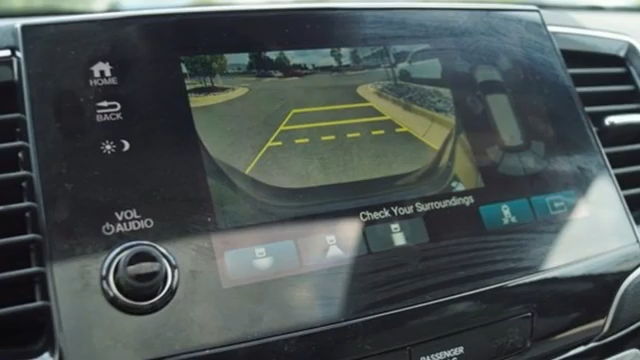 HOME
BACK
VOL
AUDIO
Check Your Surroundings
PASSENGER